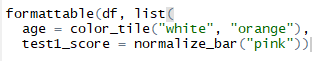 formattable(df, list(
  age = color_tile("white", "orange"),
  test1_score = normalize_bar("pink"))